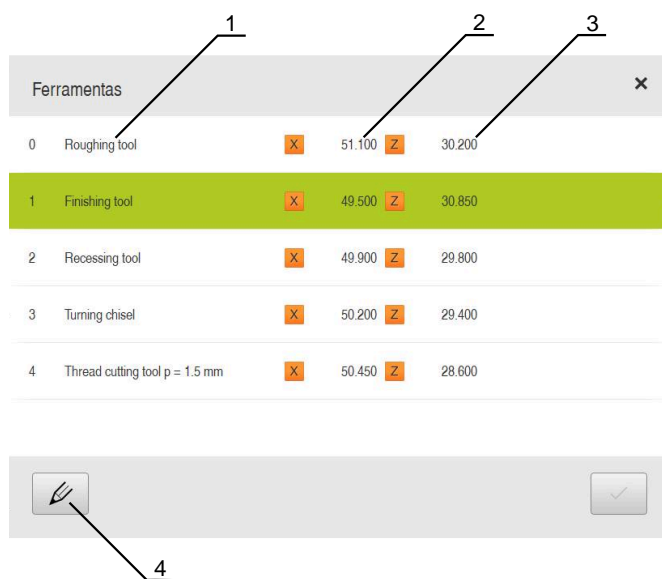 1 2 3
Ferramentas ×
0 Roughing tool X 51.100 Z 30.200
1 Finishing tool X 49.500 Z 30.850
2 Recessing tool X 49.900 Z 29.800
3 Turning chisel X 50.200 Z 29.400
4 Thread cutting tool p = 1.5 mm X 50.450 Z 28.600
4